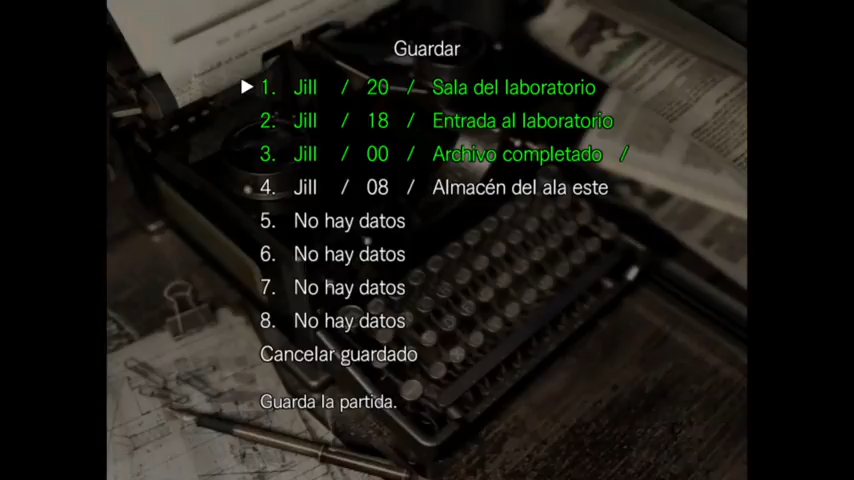 Guardar
1. Jill / 20 / Sala del laboratorio
2. Jill / 18 / Entrada al laboratorio
3. Jill / 00 / Archivo completado /
4. Jill / 08 / Almacén del ala este
5. No hay datos
6. No hay datos
7. No hay datos
8. No hay datos
Cancelar guardado
Guarda la partida.